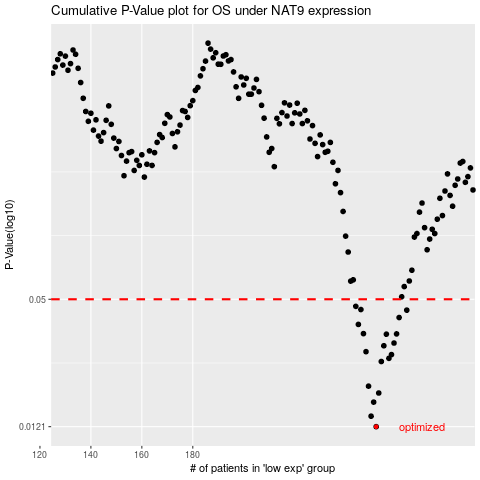 Cumulative P-Value plot for OS under NAT9 expression
P-Value(log10)
0.05
0.0121
optimized
120 140 160 180
# of patients in 'low exp' group